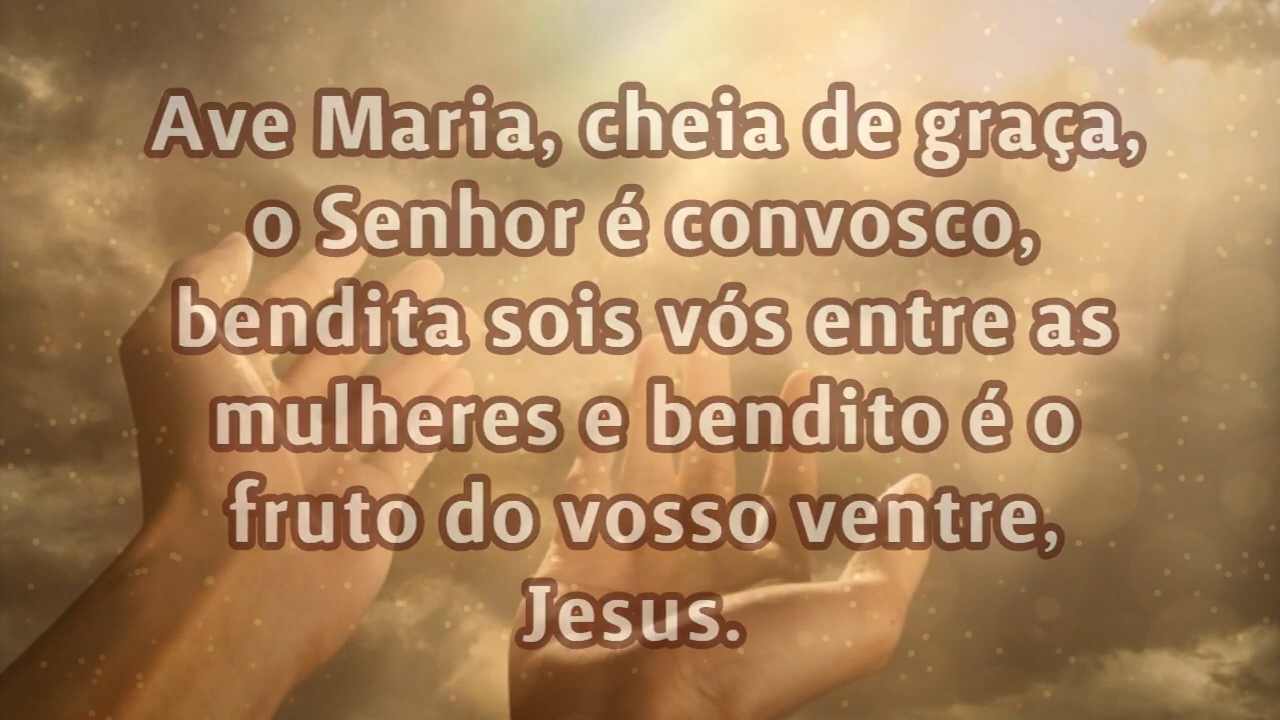 Ave Maria, cheia de graça,
o Senhor é convosco,
bendita sois vós entre as
mulheres e bendito é o
fruto do vosso ventre,
Jesus.